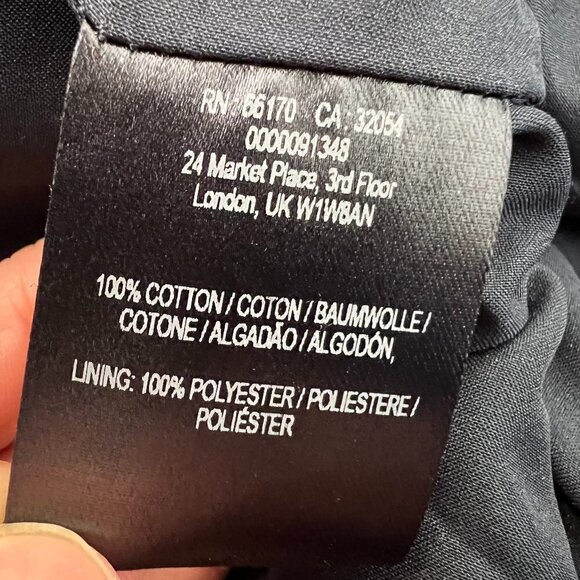 RN 66170 CA: 32054
0000091348
24 Market Place, 3rd Floor
London, UK W1W8AN
100% COTTON / COTON / BAUMWOLLE /
COTONE / ALGADÃO / ALGODÓN,
LINING: 100% POLYESTER / POLIESTERE /
POLIÉSTER